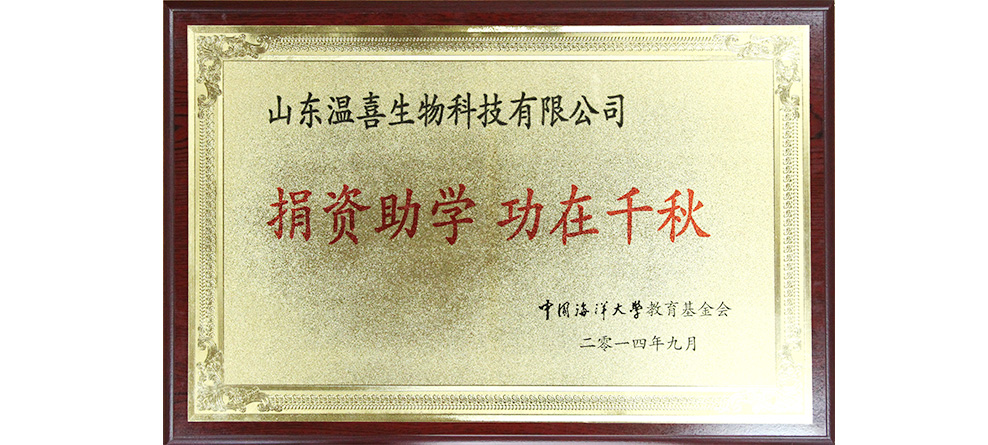 山东温喜生物科技有限公司
捐资助学 功在千秋
中国海洋大學教育基金会
二零一四年九月